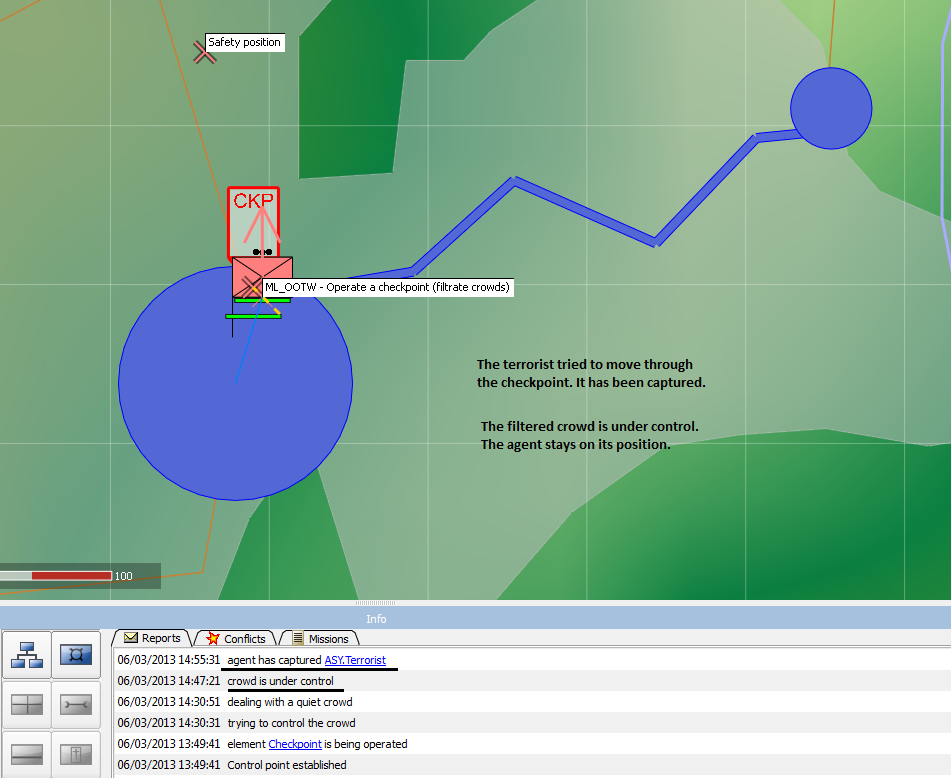 Safety position
CKP
ML_OOTW - Operate a checkpoint (filtrate crowds)
The terrorist tried to move through
the checkpoint. It has been captured.
The filtered crowd is under control.
The agent stays on its position.
100
Info
Reports Conflicts Missions
06/03/2013 14:55:31 agent has captured ASY.Terrorist
06/03/2013 14:47:21 crowd is under control
06/03/2013 14:30:51 dealing with a quiet crowd
06/03/2013 14:30:31 trying to control the crowd
06/03/2013 13:49:41 element Checkpoint is being operated
06/03/2013 13:49:41 Control point established